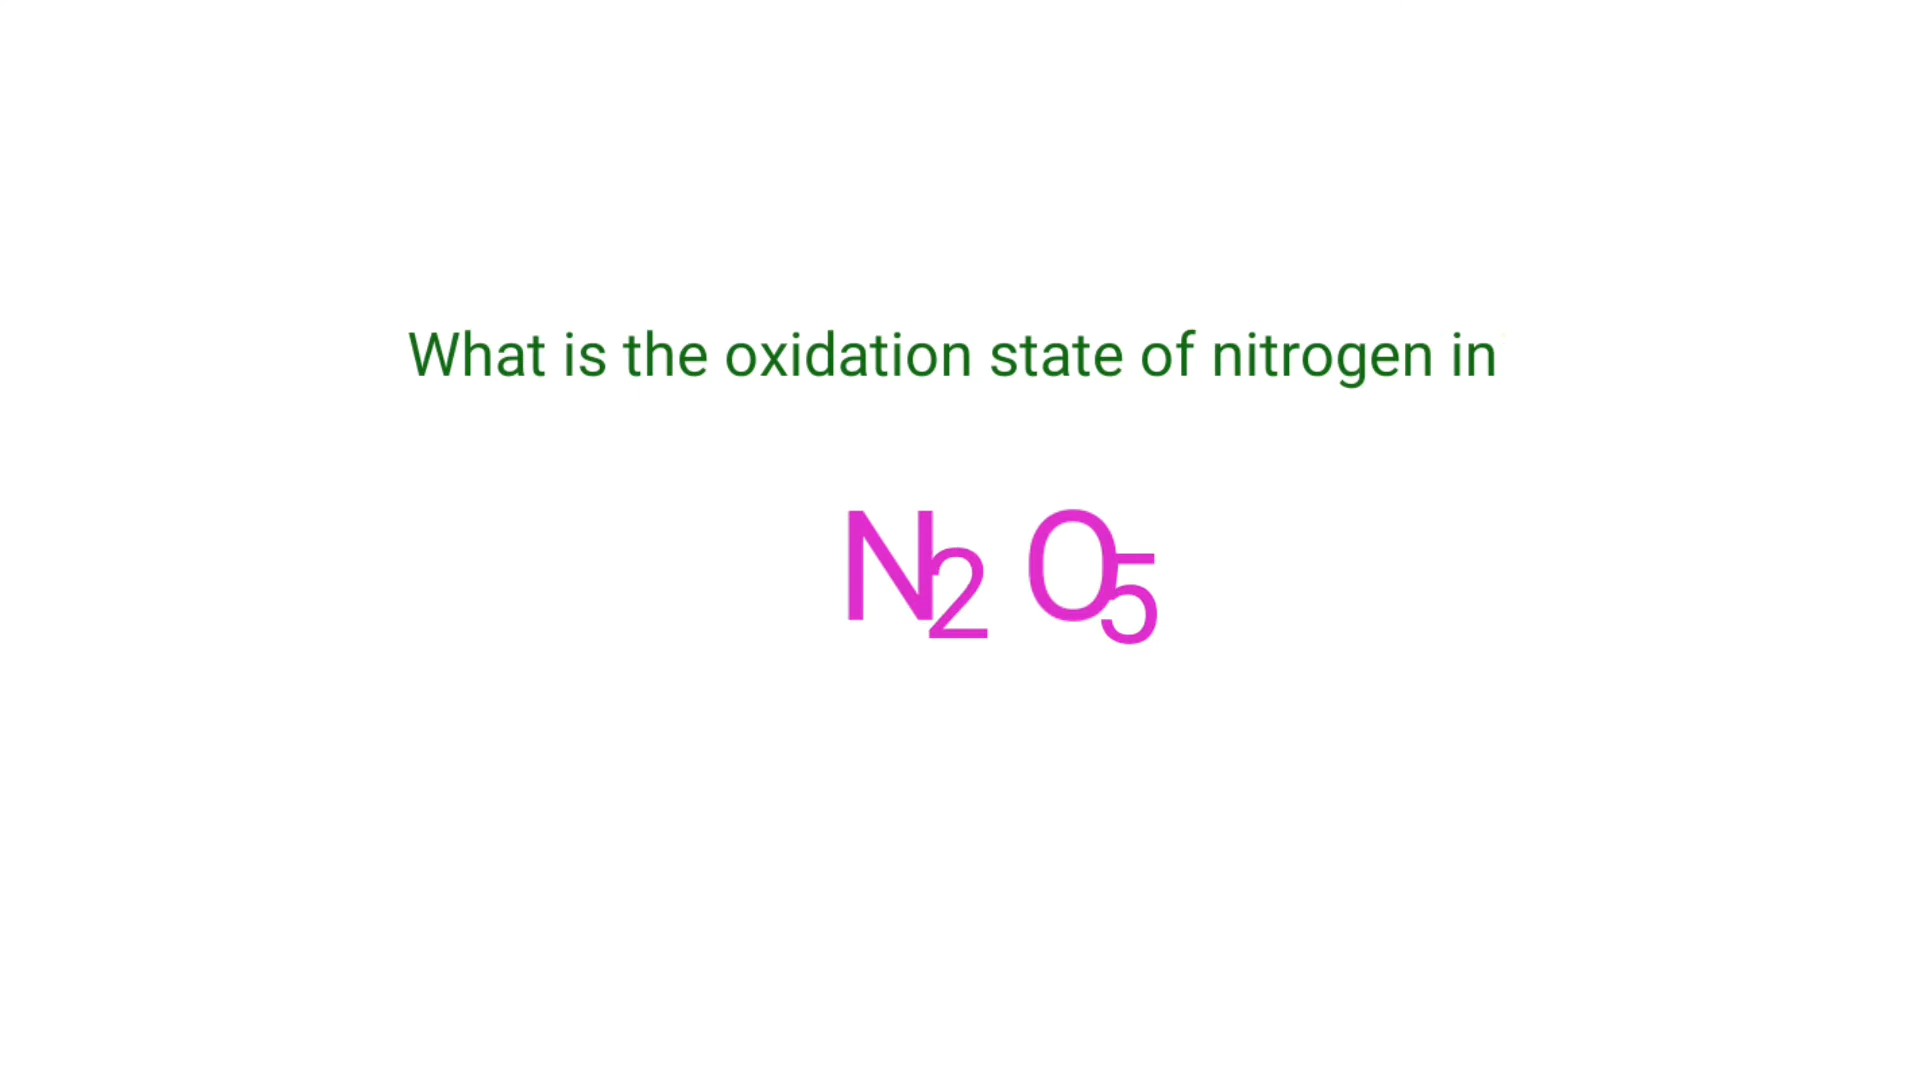 What is the oxidation state of nitrogen in
N₂ O₅